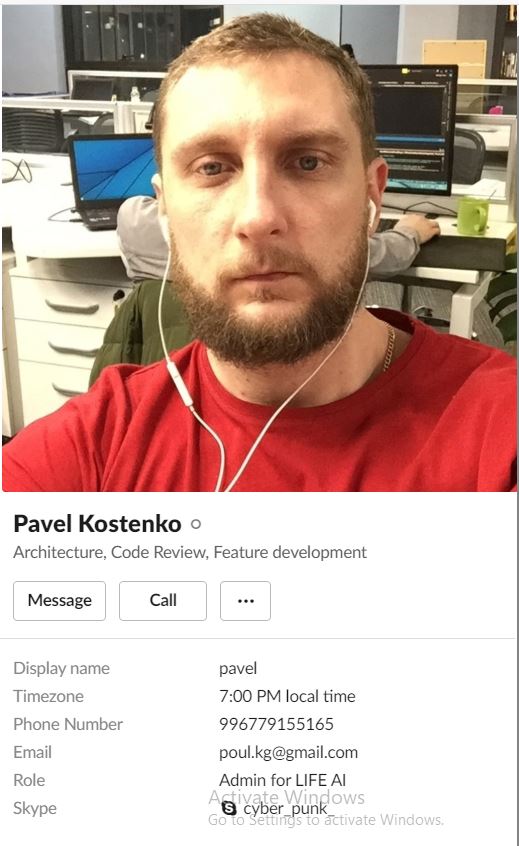 Pavel Kostenko
Architecture, Code Review, Feature development
Message Call
Display name pavel
Timezone 7:00 PM local time
Phone Number 996779155165
Email poul.kg@gmail.com
Role Admin for LIFE AI
Activate Windows
Skype cyber_punk_
Go to Settings to activate Windows.